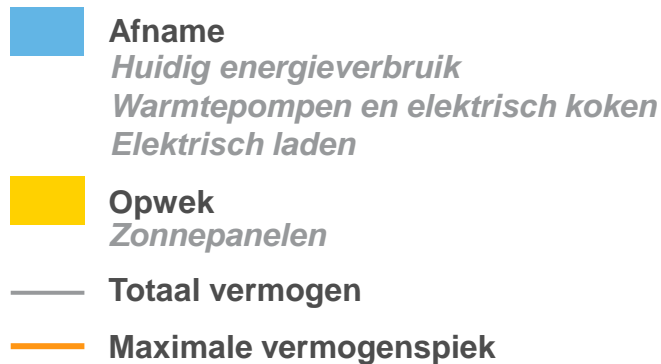 Afname
Huidig energieverbruik
Warmtepompen en elektrisch koken
Elektrisch laden
Opwek
Zonnepanelen
Totaal vermogen
Maximale vermogenspiek